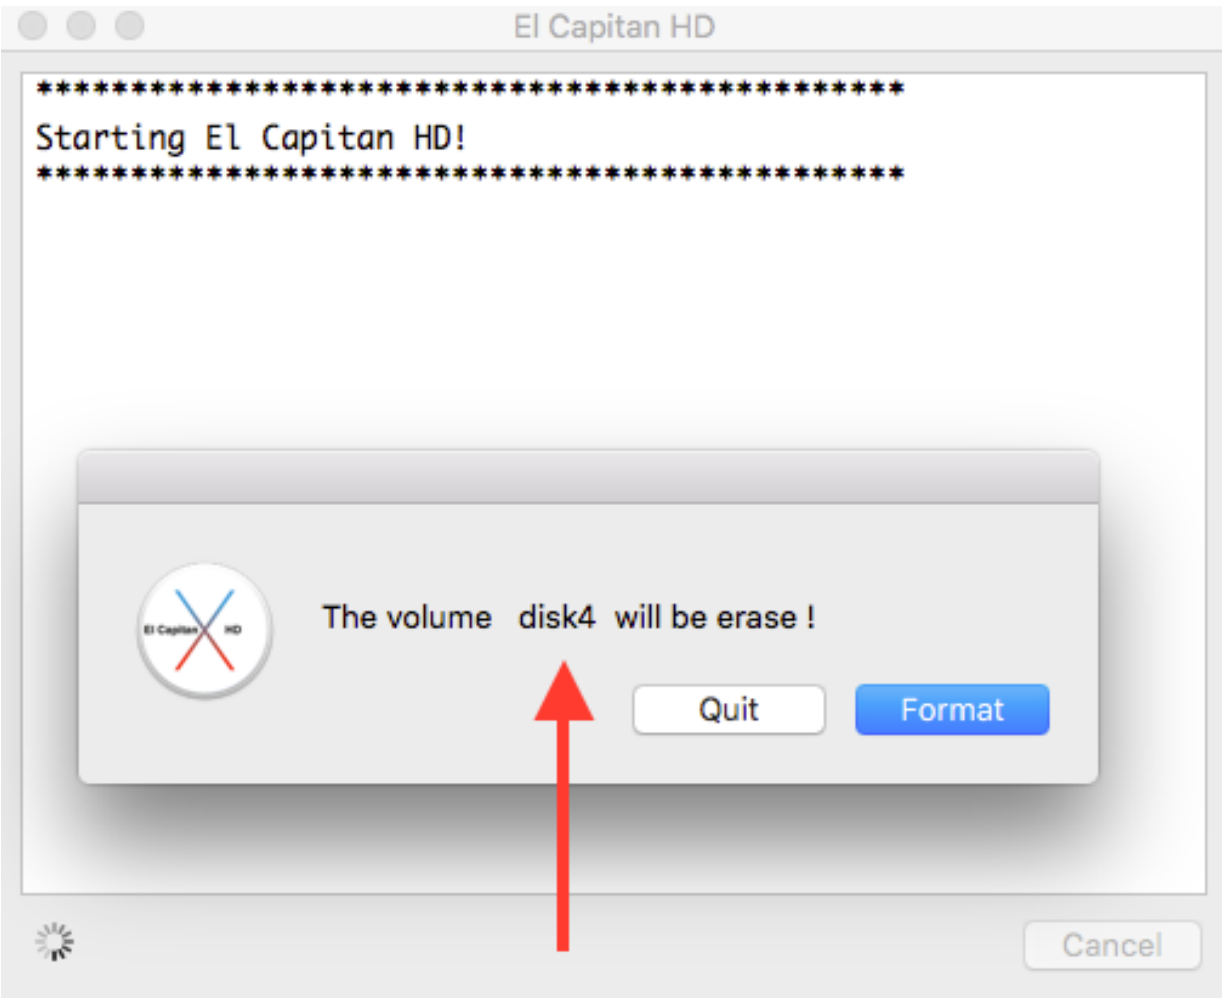 El Capitan HD
***********************************************
Starting El Capitan HD!
***********************************************
El Capitan HD
The volume disk4 will be erase !
Quit Format
Cancel